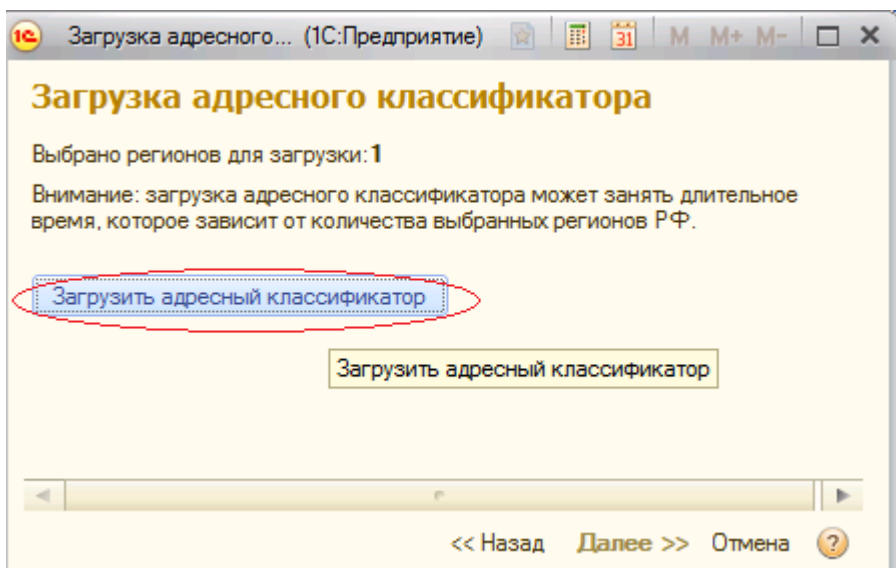 1С Загрузка адресного... (1С:Предприятие) 31 M M+ M-
Загрузка адресного классификатора
Выбрано регионов для загрузки: 1
Внимание: загрузка адресного классификатора может занять длительное
время, которое зависит от количества выбранных регионов РФ.
Загрузить адресный классификатор
Загрузить адресный классификатор
<< Назад Далее >> Отмена ?